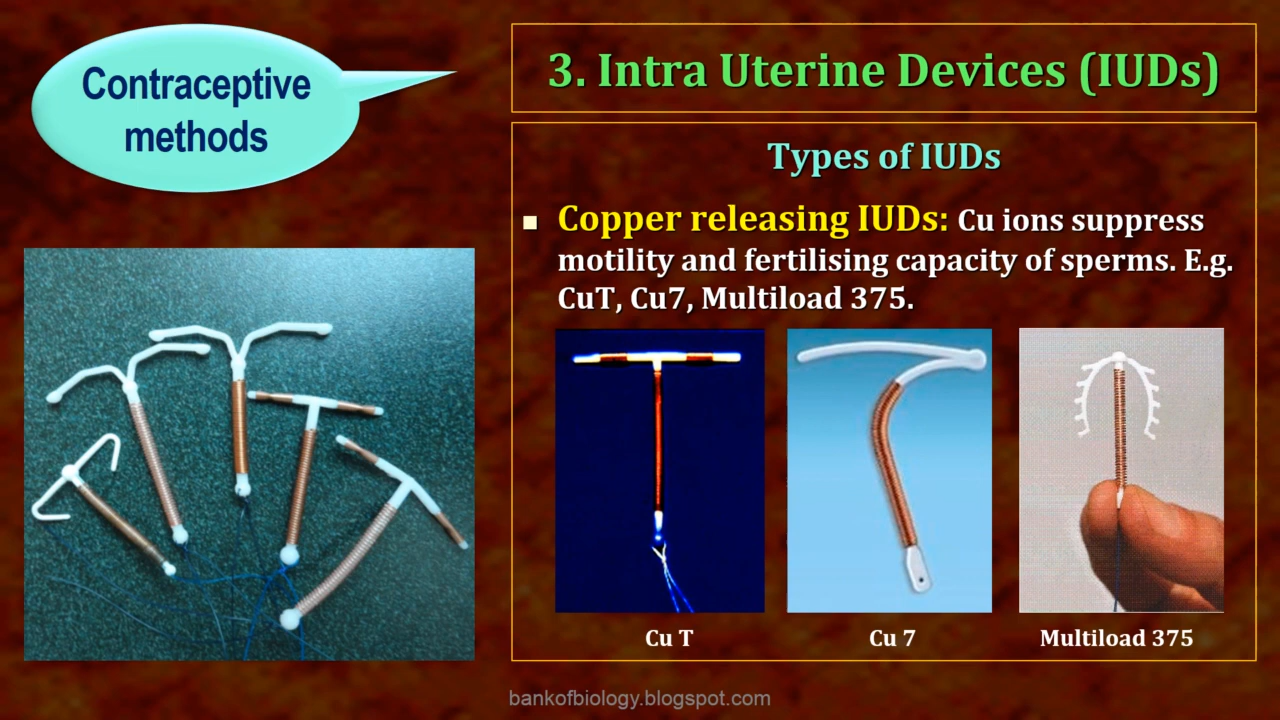 Contraceptive
methods
3. Intra Uterine Devices (IUDs)
Types of IUDs
▪ Copper releasing IUDs: Cu ions suppress
motility and fertilising capacity of sperms. E.g.
CuT, Cu7, Multiload 375.
Cu T
Cu 7
Multiload 375
bankofbiology.blogspot.com